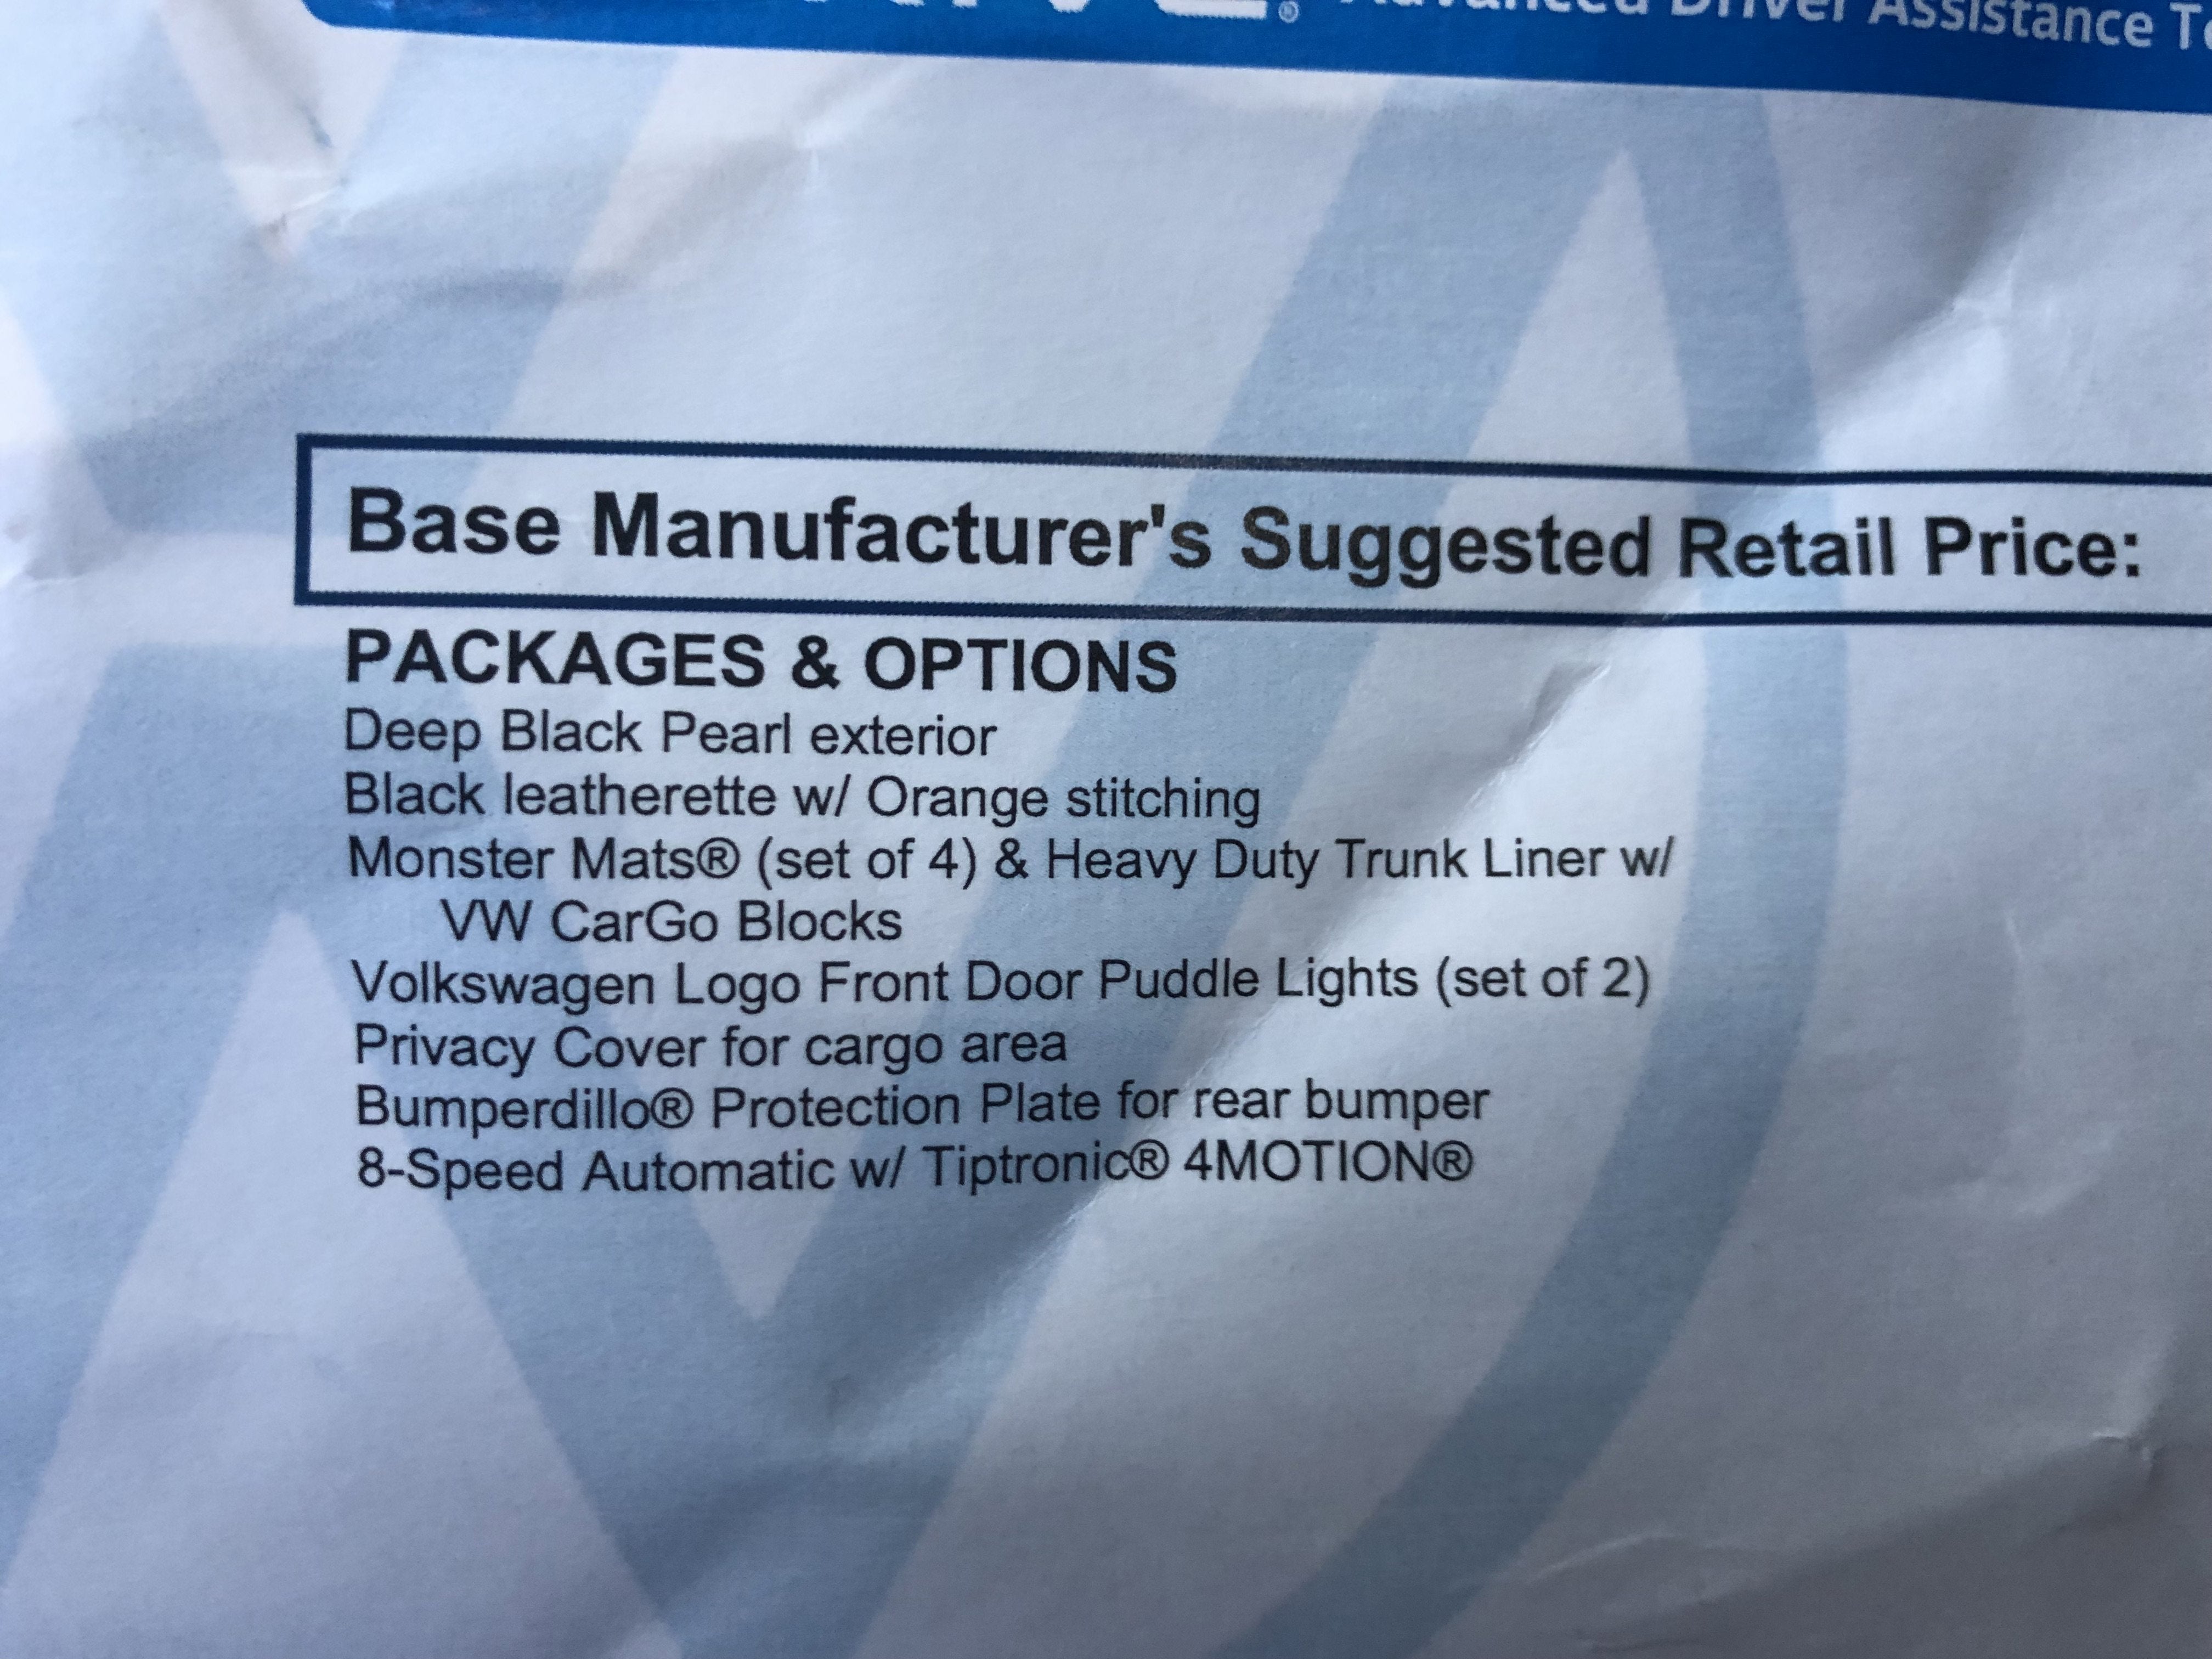 ® Advanced Driver Assistance
Base Manufacturer's Suggested Retail Price:
PACKAGES & OPTIONS
Deep Black Pearl exterior
Black leatherette w/ Orange stitching
Monster Mats® (set of 4) & Heavy Duty Trunk Liner w/
VW CarGo Blocks
Volkswagen Logo Front Door Puddle Lights (set of 2)
Privacy Cover for cargo area
Bumperdillo® Protection Plate for rear bumper
8-Speed Automatic w/ Tiptronic® 4MOTION®